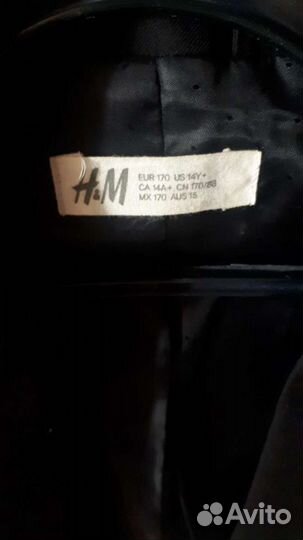 H&M
EUR 170 US 14Y+
CA 14A+ CN 170/88
MX 170 AUS 15
Avito